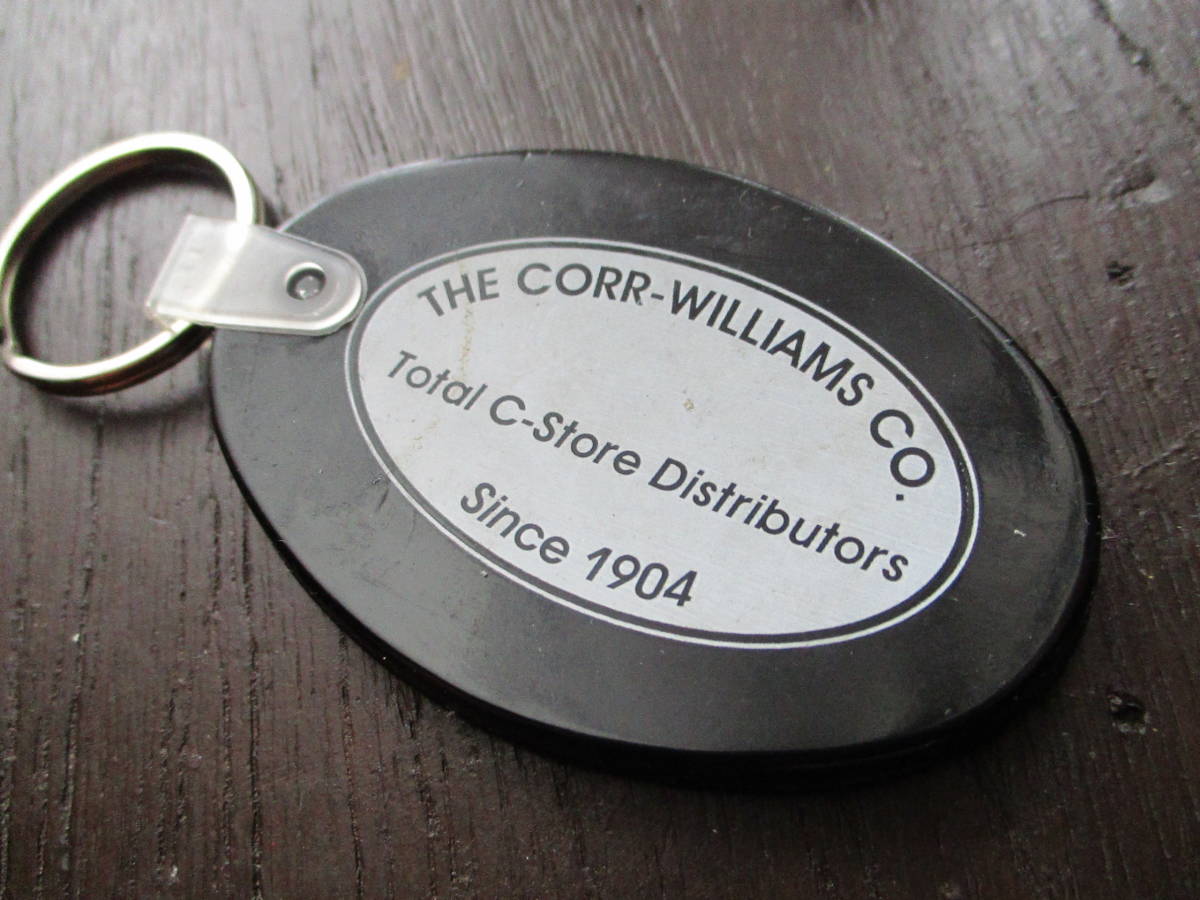 THE CORR-WILLIAMS CO.
Total C-Store Distributors
Since 1904